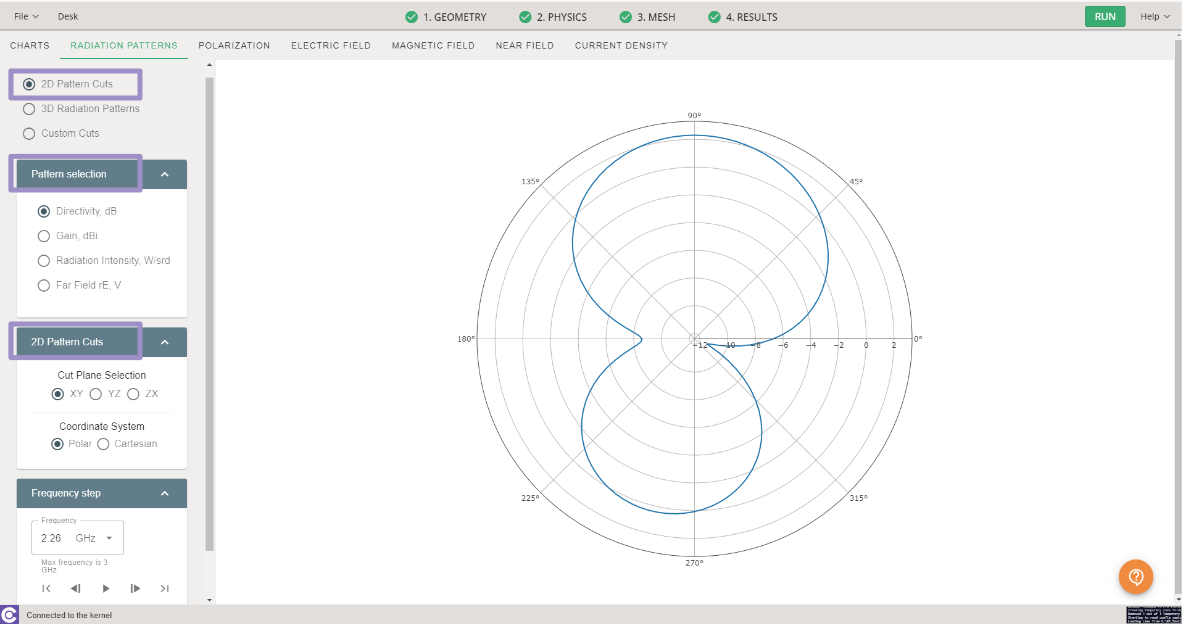 File Desk 1. GEOMETRY 2. PHYSICS 3. MESH 4. RESULTS RUN Help
CHARTS RADIATION PATTERNS POLARIZATION ELECTRIC FIELD MAGNETIC FIELD NEAR FIELD CURRENT DENSITY
2D Pattern Cuts
3D Radiation Patterns
Custom Cuts
Pattern selection
Directivity, dB
Gain, dBi
Radiation Intensity, W/srd
Far Field rE, V
2D Pattern Cuts
Cut Plane Selection
XY YZ ZX
Coordinate System
Polar Cartesian
Frequency step
Frequency
2.26 GHz
Max frequency is 3
GHz
90°
135° 45°
180° −12 −10 −8 −6 −4 −2 0 2 0°
225° 315°
270°
Connected to the kernel